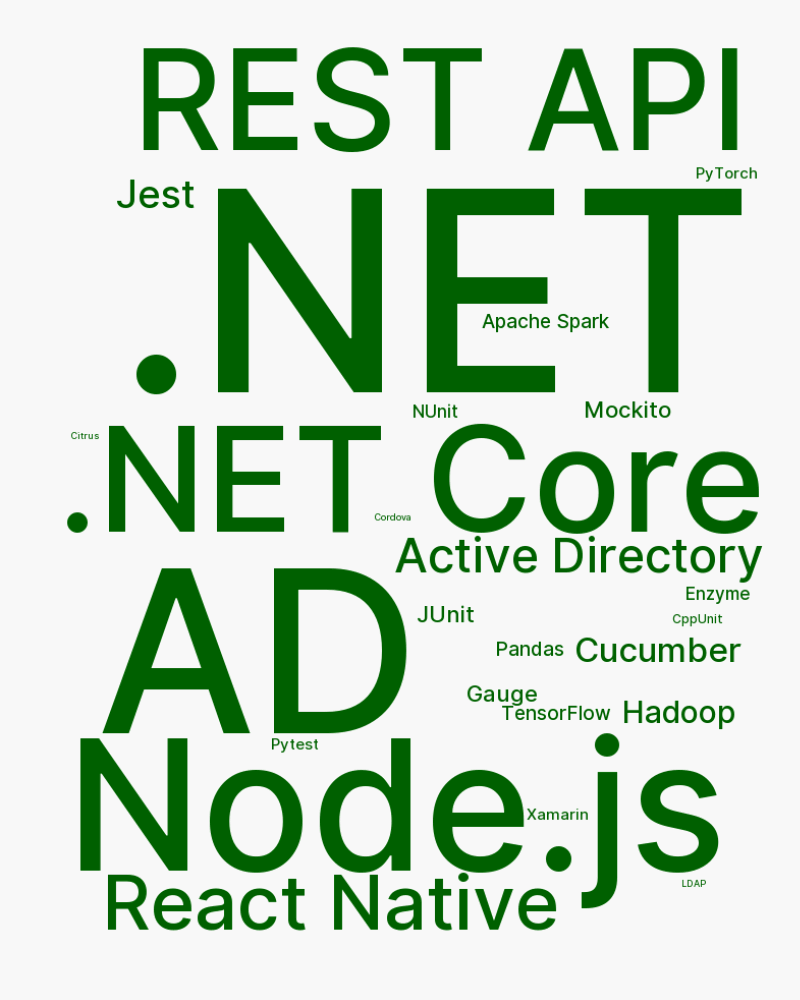 REST API
PyTorch
Jest
.NET
Apache Spark
NUnit
Mockito
Citrus
.NET Core
Cordova
Active Directory
AD
Enzyme
JUnit
CppUnit
Pandas
Cucumber
Gauge
TensorFlow
Hadoop
Pytest
Node.js
Xamarin
LDAP
React Native